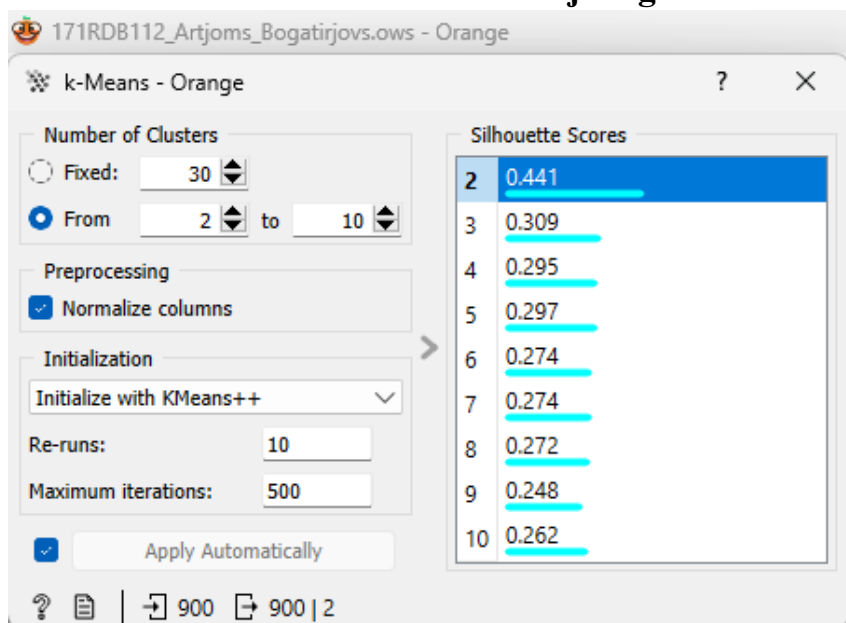 171RDB112_Artjoms_Bogatirjovs.ows - Orange
k-Means - Orange ? ×
Number of Clusters
Fixed: 30
From 2 to 10
Preprocessing
Normalize columns
Initialization
Initialize with KMeans++
Re-runs: 10
Maximum iterations: 500
Apply Automatically
Silhouette Scores
2 0.441
3 0.309
4 0.295
5 0.297
6 0.274
7 0.274
8 0.272
9 0.248
10 0.262
? 900 900 | 2